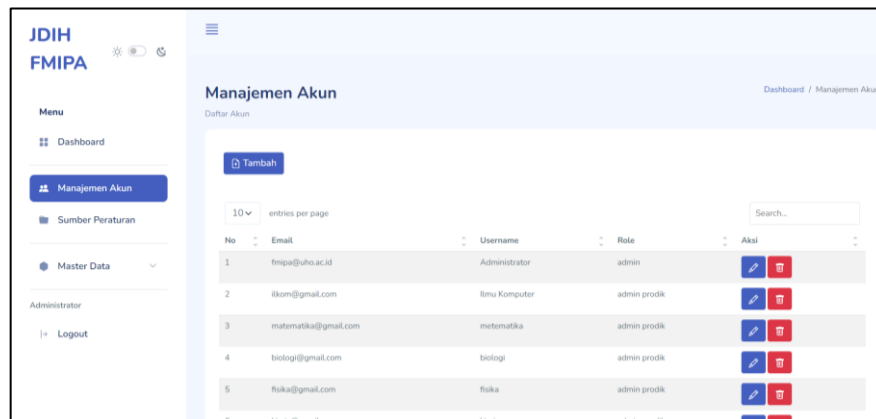 JDIH
FMIPA
Menu
Dashboard
Manajemen Akun
Sumber Peraturan
Master Data
Administrator
Logout
Manajemen Akun
Daftar Akun
Dashboard / Manajemen Aku
Tambah
10 entries per page
Search...
No Email Username Role Aksi
1 fmipa@uho.ac.id Administrator admin
2 ilkom@gmail.com Ilmu Komputer admin prodik
3 matematika@gmail.com metematika admin prodik
4 biologi@gmail.com biologi admin prodik
5 fisika@gmail.com fisika admin prodik